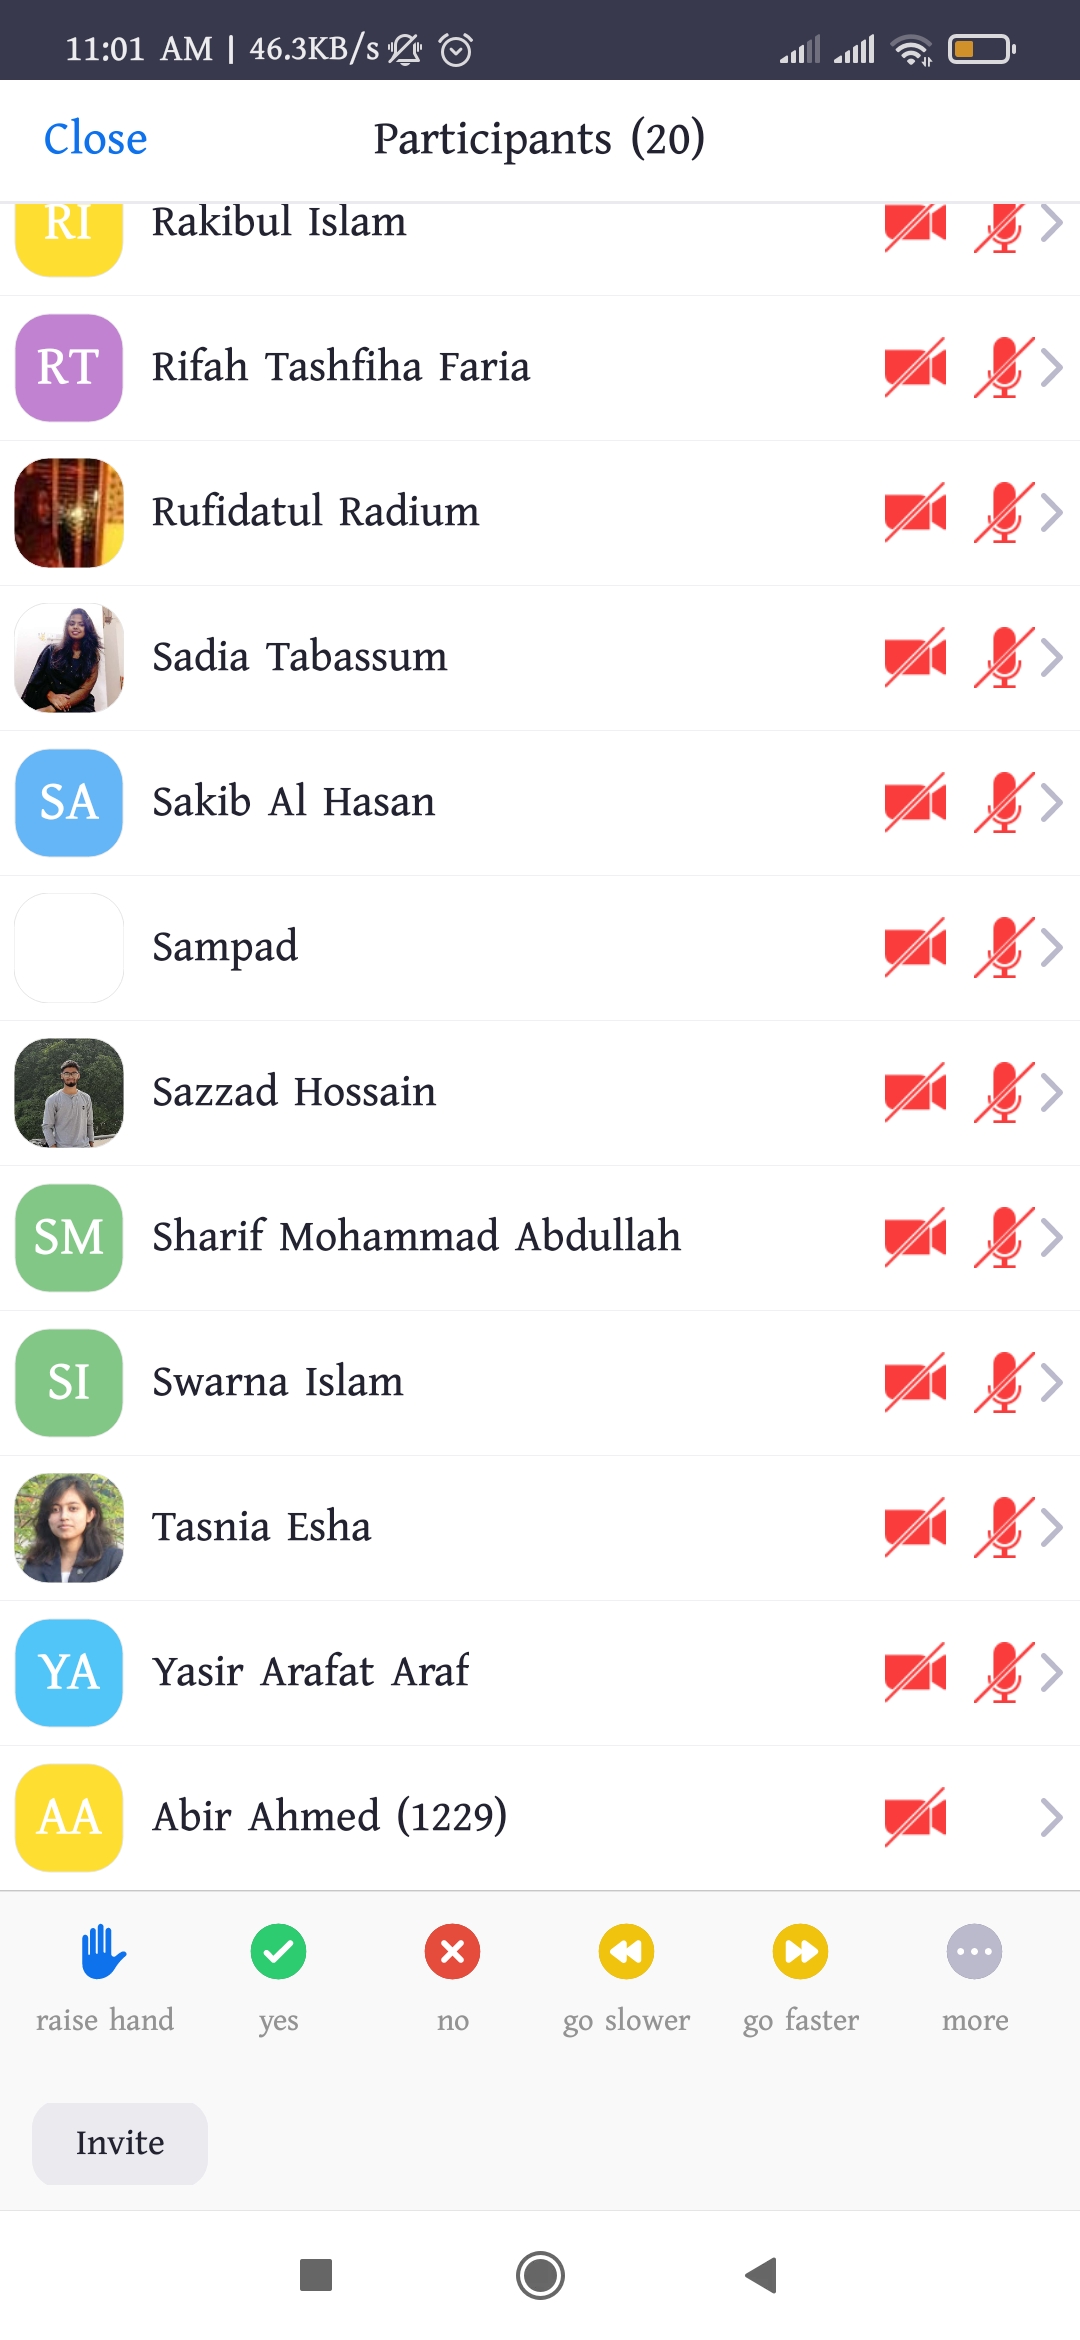 11:01 AM | 46.3KB/s
Close Participants (20)
RI Rakibul Islam
RT Rifah Tashfiha Faria
Rufidatul Radium
Sadia Tabassum
SA Sakib Al Hasan
Sampad
Sazzad Hossain
SM Sharif Mohammad Abdullah
SI Swarna Islam
Tasnia Esha
YA Yasir Arafat Araf
AA Abir Ahmed (1229)
raise hand yes no go slower go faster more
Invite